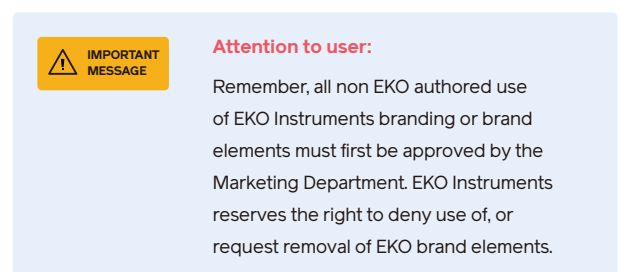 IMPORTANT
MESSAGE
Attention to user:
Remember, all non EKO authored use
of EKO Instruments branding or brand
elements must first be approved by the
Marketing Department. EKO Instruments
reserves the right to deny use of, or
request removal of EKO brand elements.